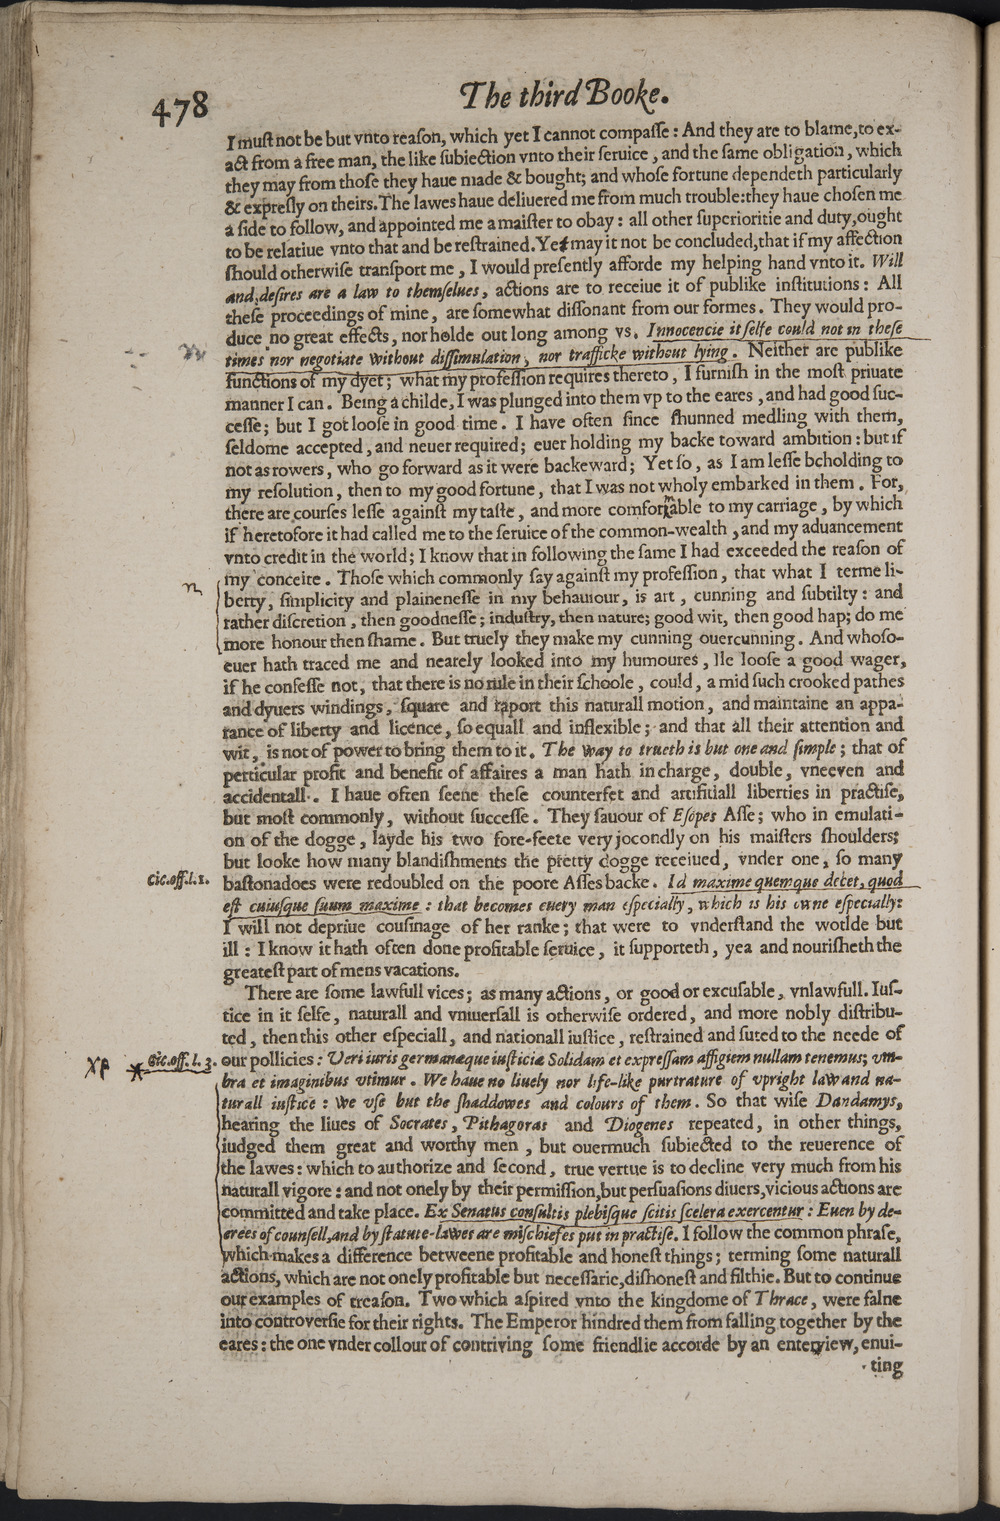 478
The third Booke.
I muſt not be but vnto reaſon, which yet I cannot compaſſe: And they are to blame, to ex-
act from a free man, the like ſubiection vnto their ſeruice, and the ſame obligation, which
they may from thoſe they haue made & bought; and whoſe fortune dependeth particularly
& expreſly on theirs. The lawes haue deliuered me from much trouble: they haue choſen me
a ſide to follow, and appointed me a maiſter to obay: all other ſuperioritie and duty, ought
to be relatiue vnto that and be reſtrained. Yet may it not be concluded, that if my affection
ſhould otherwiſe tranſport me, I would preſently afforde my helping hand vnto it. Will
and deſires are a law to themſelues, actions are to receiue it of publike inſtitutions: All
theſe proceedings of mine, are ſomewhat diſſonant from our formes. They would pro-
duce no great effects, nor holde out long among vs. Innocencie it ſelfe could not in theſe
times nor negotiate without diſſimulation, nor trafficke without lying. Neither are publike
functions of my dyet; what my profeſſion requires thereto, I furniſh in the moſt priuate
manner I can. Being a childe, I was plunged into them vp to the eares, and had good ſuc-
ceſſe; but I got looſe in good time. I have often ſince ſhunned medling with them,
ſeldome accepted, and neuer required; euer holding my backe toward ambition: but if
not as rowers, who go forward as it were backeward; Yet ſo, as I am leſſe beholding to
my reſolution, then to my good fortune, that I was not wholy embarked in them. For,
there are courſes leſſe againſt my taſte, and more comfortable to my carriage, by which
if heretofore it had called me to the ſeruice of the common-wealth, and my aduancement
vnto credit in the world; I know that in following the ſame I had exceeded the reaſon of
my conceite. Thoſe which commonly ſay againſt my profeſſion, that what I terme li-
n
berty, ſimplicity and plaineneſſe in my behauiour, is art, cunning and ſubtilty: and
rather diſcretion, then goodneſſe; induſtry, then nature; good wit, then good hap; do me
more honour then ſhame. But truely they make my cunning ouercunning. And whoſo-
euer hath traced me and nearely looked into my humoures, Ile looſe a good wager,
if he confeſſe not, that there is no rule in their ſchoole, could, a mid ſuch crooked pathes
and dyuers windings, ſquare and raport this naturall motion, and maintaine an appa-
rance of liberty and licence, ſo equall and inflexible; and that all their attention and
wit, is not of power to bring them to it. The way to trueth is but one and ſimple; that of
perticular profit and benefit of affaires a man hath in charge, double, vneeven and
accidentall. I haue often ſeene theſe counterfet and artifitiall liberties in practiſe,
but moſt commonly, without ſucceſſe. They ſauour of Eſopes Aſſe; who in emulati-
on of the dogge, layde his two fore-feete very jocondly on his maiſters ſhoulders;
but looke how many blandiſhments the pretty dogge receiued, vnder one, ſo many
Cic. off. l. 1.
baſtonadoes were redoubled on the poore Aſſes backe. Id maxime quemque decet, quod
eſt cuiuſque ſuum maxime: that becomes euery man eſpecially, which is his owne eſpecially:
I will not depriue couſinage of her ranke; that were to vnderſtand the worlde but
ill: I know it hath often done profitable ſeruice, it ſupporteth, yea and nouriſheth the
greateſt part of mens vacations.
There are ſome lawfull vices; as many actions, or good or excuſable, vnlawfull. Iuſ-
tice in it ſelfe, naturall and vniuerſall is otherwiſe ordered, and more nobly diſtribu-
ted, then this other eſpeciall, and nationall iuſtice, reſtrained and ſuted to the neede of
Cic. off. l. 3.
our pollicies: Veri iuris germanæque iuſticiæ Solidam et expreſſam affigiem nullam tenemus; vm-
bra et imaginibus vtimur. We haue no liuely nor life-like purtrature of vpright law and na-
turall iuſtice: we vſe but the ſhaddowes and colours of them. So that wiſe Dandamys,
hearing the liues of Socrates, Pithagoras and Diogenes repeated, in other things,
iudged them great and worthy men, but ouermuch ſubiected to the reuerence of
the lawes: which to authorize and ſecond, true vertue is to decline very much from his
naturall vigore: and not onely by their permiſſion, but perſuaſions diuers, vicious actions are
committed and take place. Ex Senatus conſultis plebiſque ſcitis ſcelera exercentur: Euen by de-
crees of counſell, and by ſtatute-lawes are miſchiefes put in practiſe. I follow the common phraſe,
which makes a difference betweene profitable and honeſt things; terming ſome naturall
actions, which are not onely profitable but neceſſarie, diſhoneſt and filthie. But to continue
our examples of treaſon. Two which aſpired vnto the kingdome of Thrace, were falne
into controverſie for their rights. The Emperor hindred them from falling together by the
eares: the one vnder collour of contriving ſome friendlie accorde by an enterview, enui-
ting